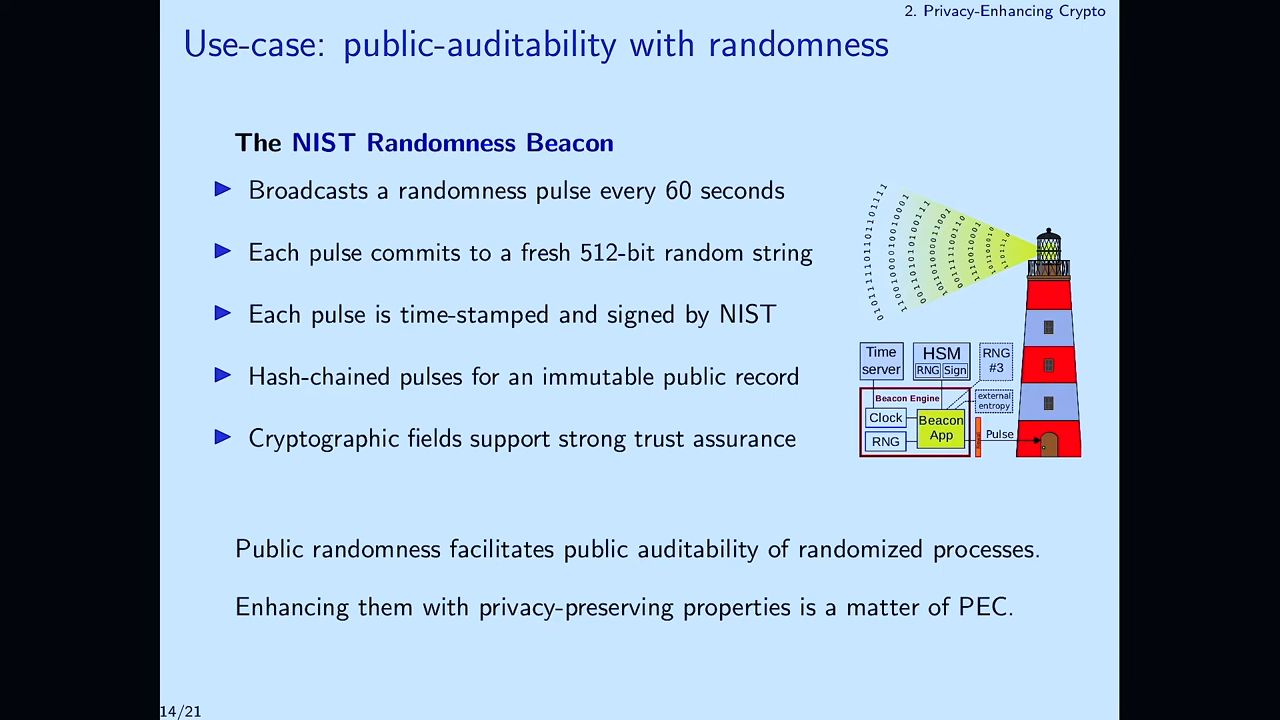 2. Privacy-Enhancing Crypto
Use-case: public-auditability with randomness
The NIST Randomness Beacon
Broadcasts a randomness pulse every 60 seconds
Each pulse commits to a fresh 512-bit random string
Each pulse is time-stamped and signed by NIST
Hash-chained pulses for an immutable public record
Cryptographic fields support strong trust assurance
Time
server
HSM
RNG Sign
RNG
#3
Beacon Engine
external
entropy
Clock
Beacon
App
RNG
Pulse
Public randomness facilitates public auditability of randomized processes.
Enhancing them with privacy-preserving properties is a matter of PEC.
14/21